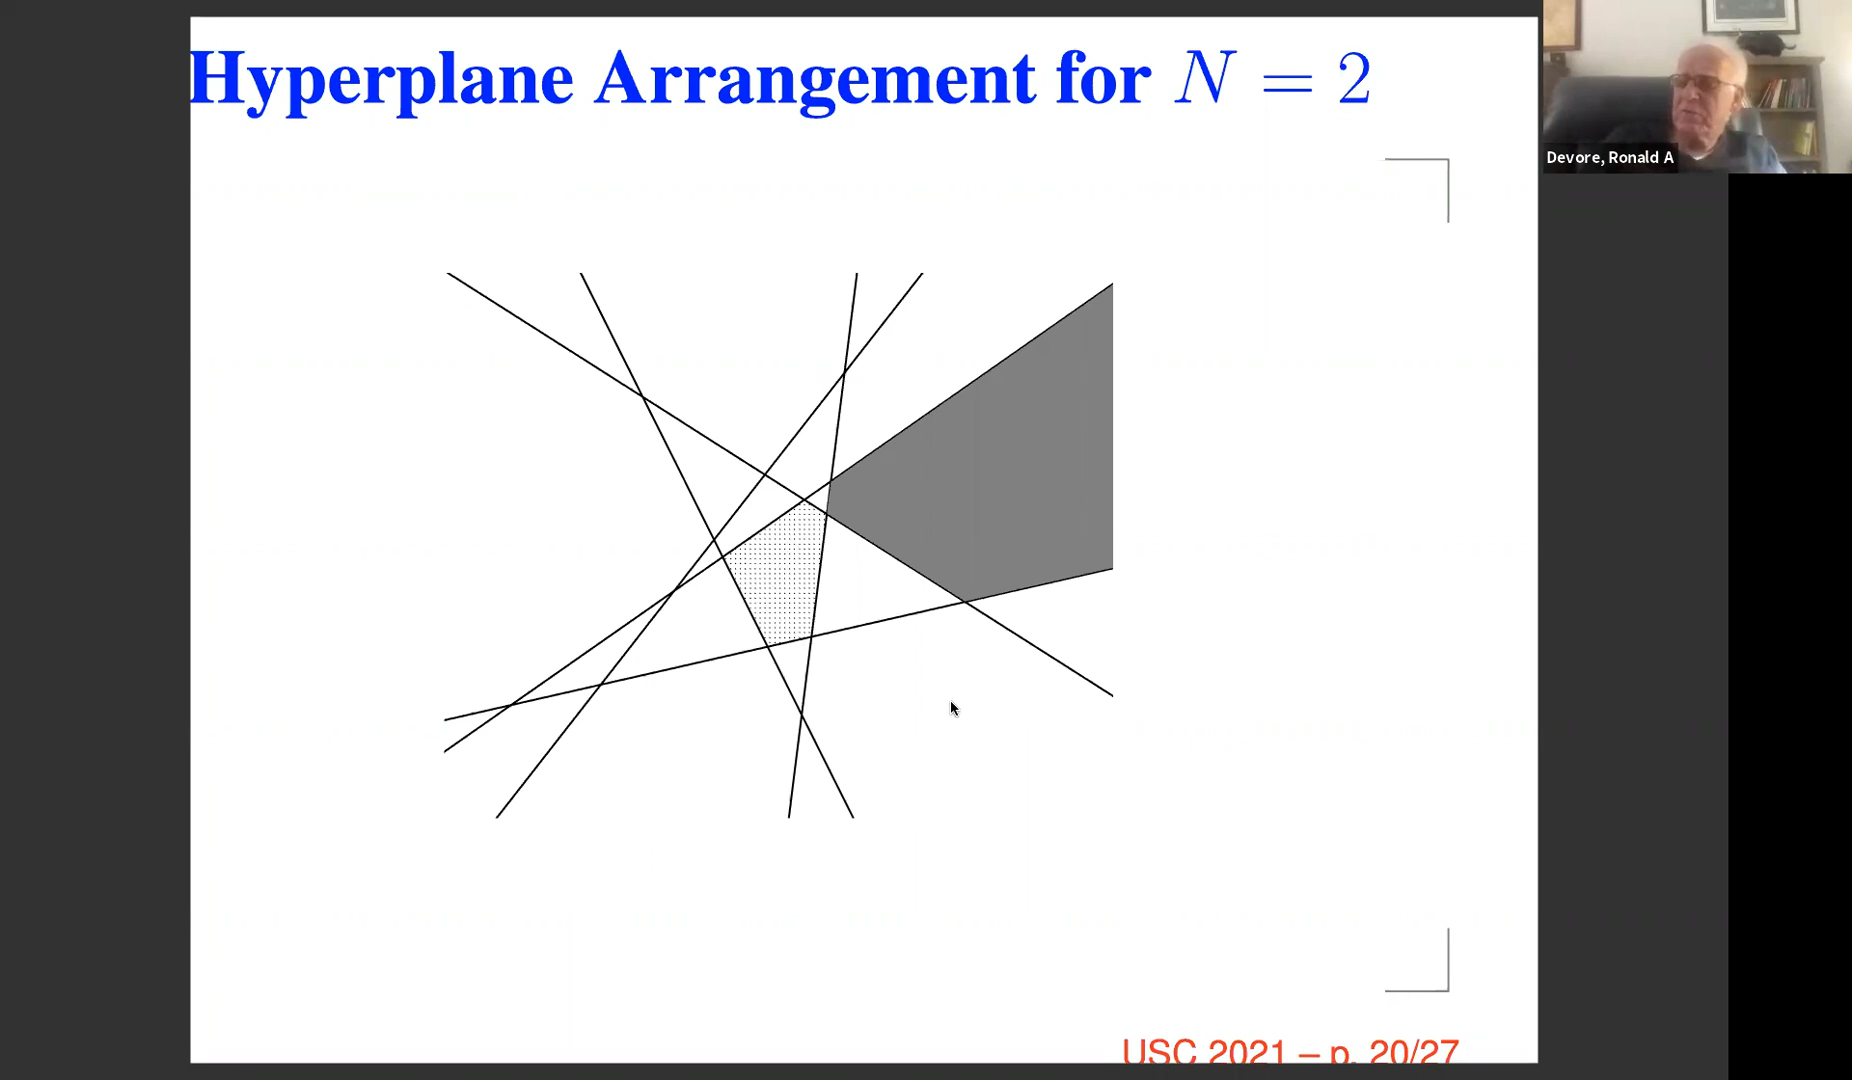 Hyperplane Arrangement for N = 2
Devore, Ronald A
USC 2021 – p. 20/27